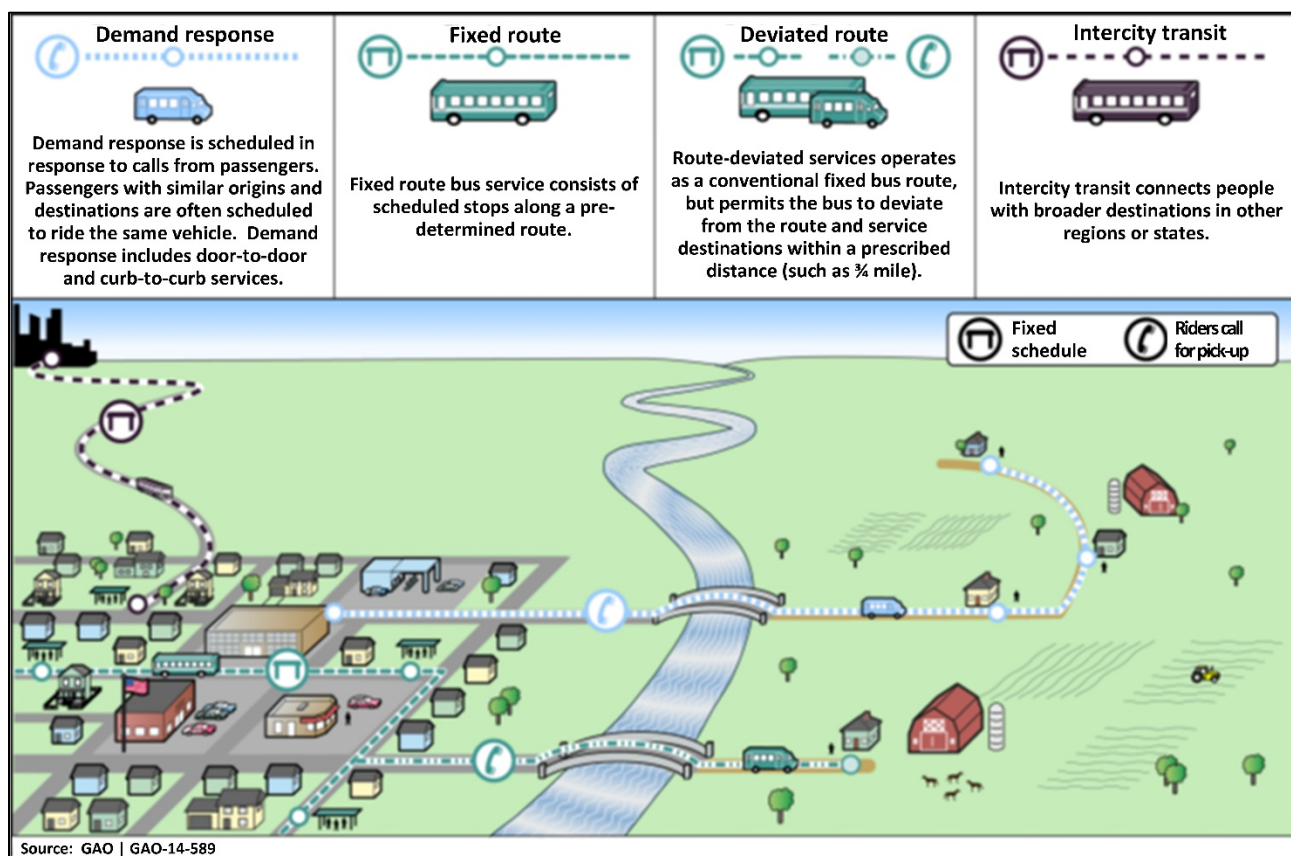 Demand response
Demand response is scheduled in
response to calls from passengers.
Passengers with similar origins and
destinations are often scheduled
to ride the same vehicle. Demand
response includes door-to-door
and curb-to-curb services.
Fixed route
Fixed route bus service consists of
scheduled stops along a pre-
determined route.
Deviated route
Route-deviated services operates
as a conventional fixed bus route,
but permits the bus to deviate
from the route and service
destinations within a prescribed
distance (such as ¾ mile).
Intercity transit
Intercity transit connects people
with broader destinations in other
regions or states.
Fixed
schedule
Riders call
for pick-up
Source: GAO | GAO-14-589